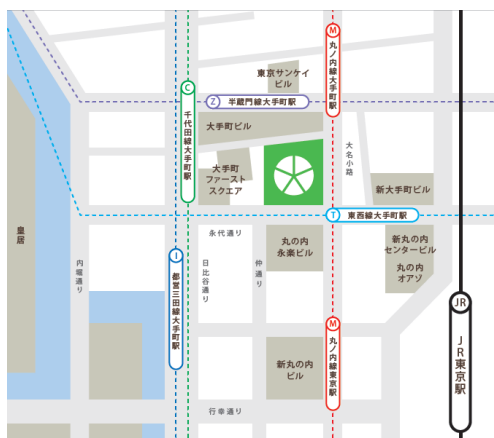 M
丸ノ内線大手町駅
東京サンケイ
ビル
C
千代田線大手町駅
Z
半蔵門線大手町駅
大手町ビル
大手町
ファースト
スクエア
大名小路
新大手町ビル
T
東西線大手町駅
皇居
内堀通り
I
都営三田線大手町駅
永代通り
日比谷通り
仲通り
丸の内
永楽ビル
新丸の内
センタービル
丸の内
オアゾ
JR
JR東京駅
M
丸ノ内線東京駅
新丸の内
ビル
行幸通り